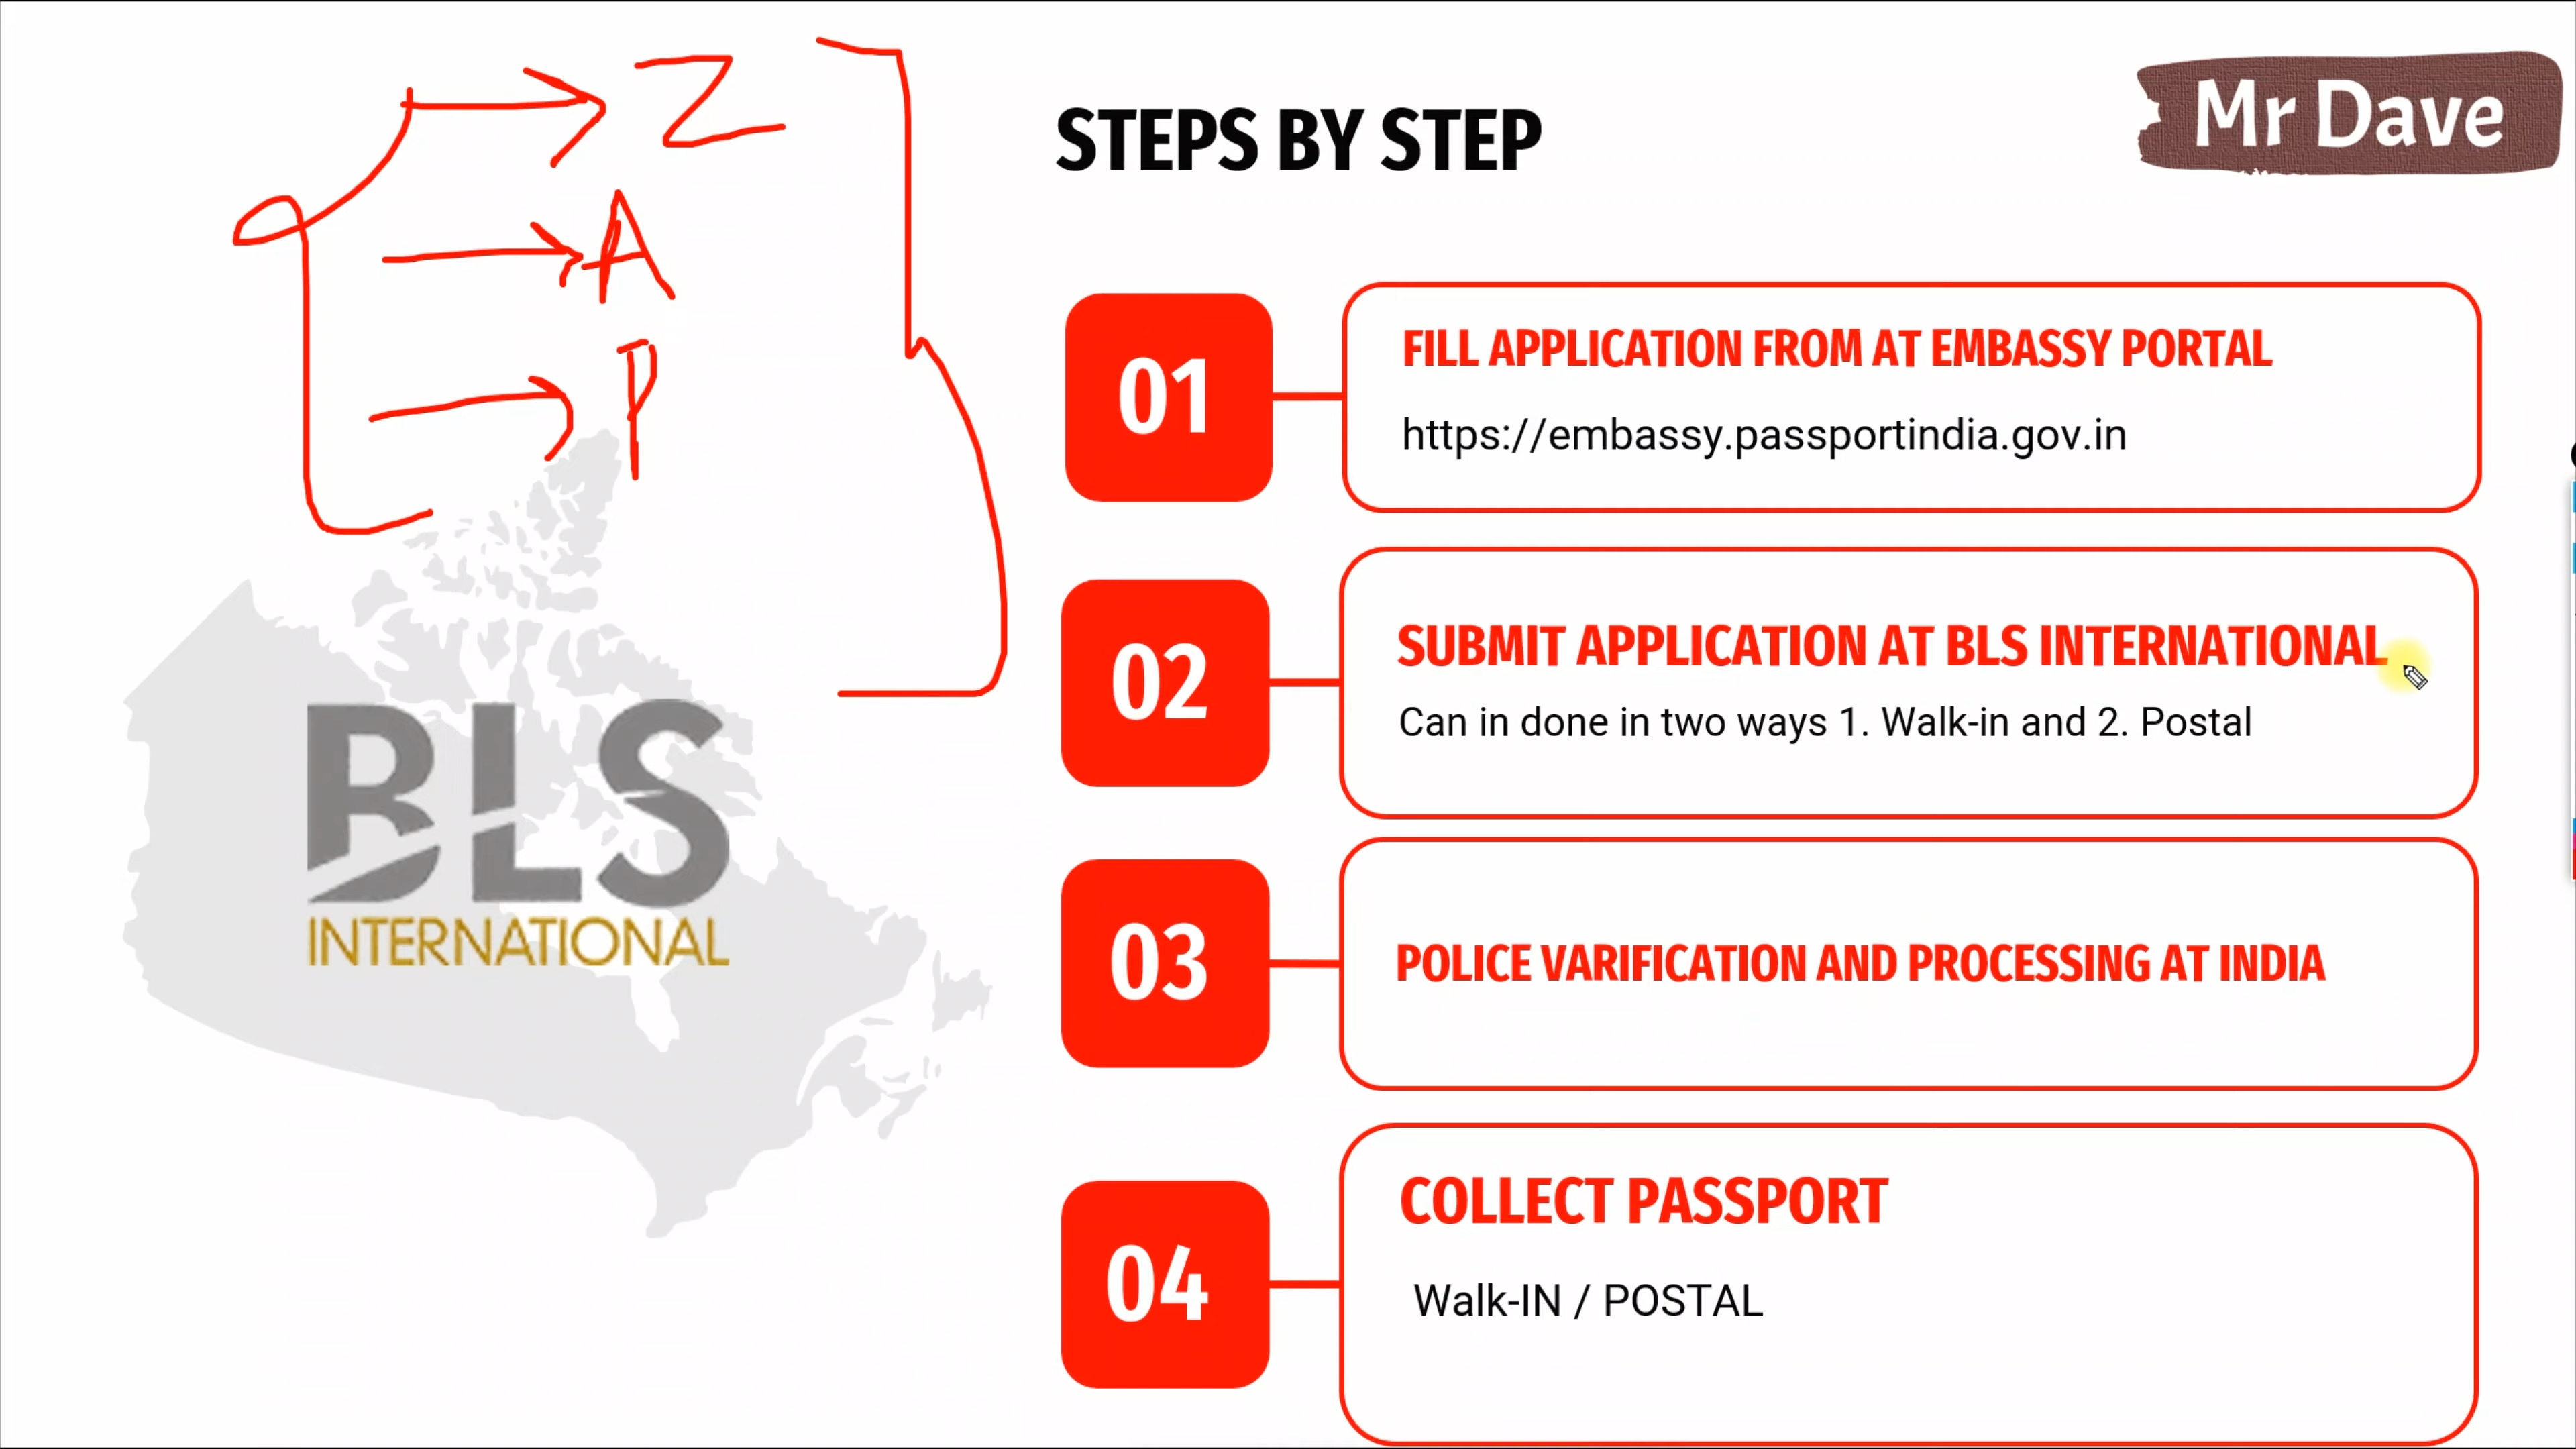 Z
A
P
BLS
INTERNATIONAL
Mr Dave
STEPS BY STEP
01
FILL APPLICATION FROM AT EMBASSY PORTAL
https://embassy.passportindia.gov.in
02
SUBMIT APPLICATION AT BLS INTERNATIONAL
Can in done in two ways 1. Walk-in and 2. Postal
03
POLICE VARIFICATION AND PROCESSING AT INDIA
04
COLLECT PASSPORT
Walk-IN / POSTAL